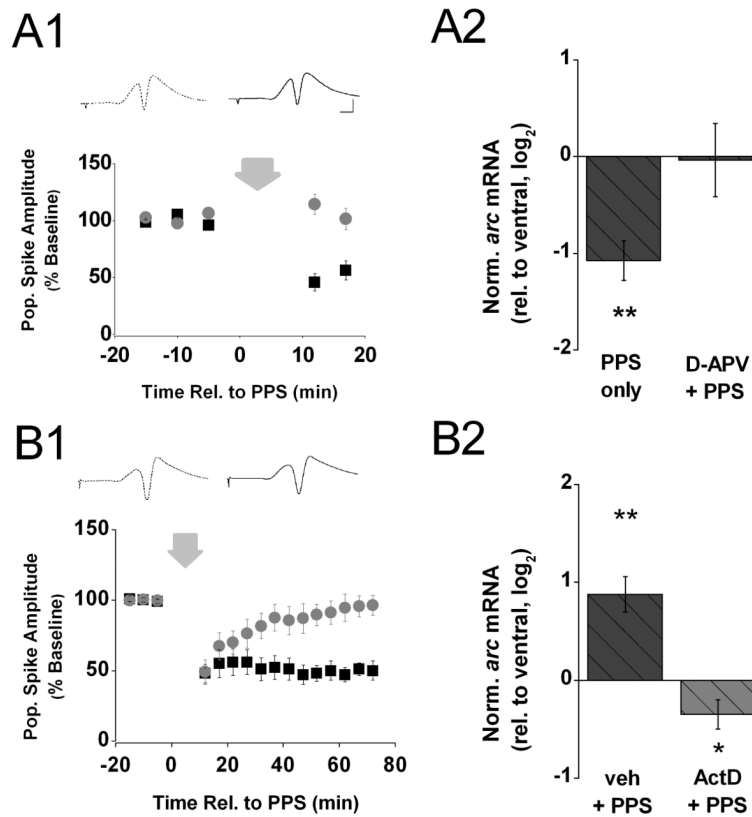 A1
150
100
50
0
Pop. Spike Amplitude
(% Baseline)
-20
-10
0
10
20
Time Rel. to PPS (min)
A2
1
0
-1
-2
Norm. arc mRNA
(rel. to ventral, log2)
**
PPS
only
D-APV
+ PPS
B1
150
100
50
0
Pop. Spike Amplitude
(% Baseline)
-20
0
20
40
60
80
Time Rel. to PPS (min)
B2
2
1
0
-1
Norm. arc mRNA
(rel. to ventral, log2)
**
*
veh
+ PPS
ActD
+ PPS